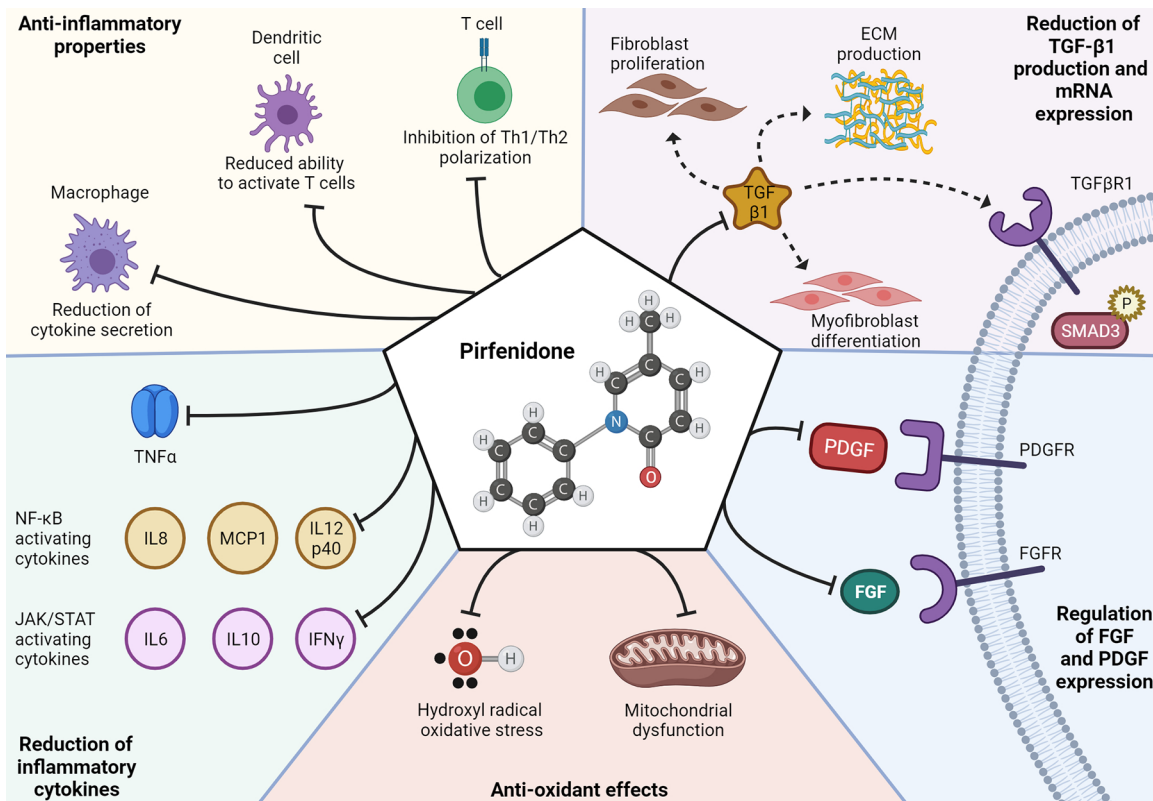 Anti-inflammatory
properties
Dendritic
cell
T cell
Reduced ability
to activate T cells
Inhibition of Th1/Th2
polarization
Macrophage
Reduction of
cytokine secretion
Reduction of
TGF-β1
production and
mRNA
expression
Fibroblast
proliferation
ECM
production
TGF
β1
TGFβR1
Myofibroblast
differentiation
P
SMAD3
Pirfenidone
H
H
C
H
H
C
C
C
H
C
N
C
C
H
O
H
H
C
C
C
C
C
C
H
H
H
TNFα
NF-κB
activating
cytokines
IL8
MCP1
IL12
p40
JAK/STAT
activating
cytokines
IL6
IL10
IFNγ
Reduction of
inflammatory
cytokines
O
H
Hydroxyl radical
oxidative stress
Mitochondrial
dysfunction
Anti-oxidant effects
PDGF
PDGFR
FGF
FGFR
Regulation
of FGF
and PDGF
expression